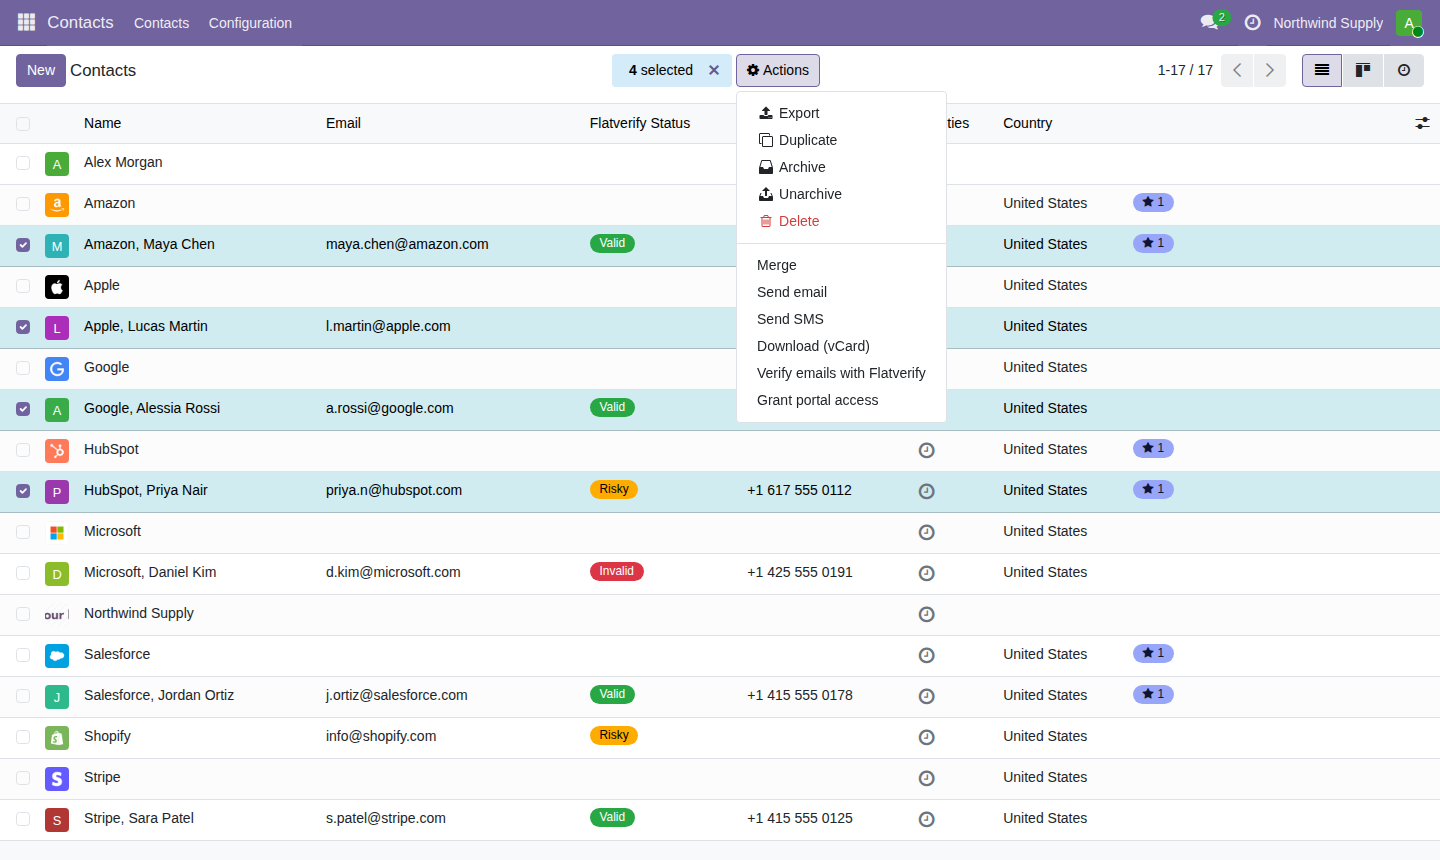 Contacts Contacts Configuration 2 Northwind Supply A
New Contacts 4 selected Actions 1-17 / 17
Export
Duplicate
Archive
Unarchive
Delete
Merge
Send email
Send SMS
Download (vCard)
Verify emails with Flatverify
Grant portal access
Name Email Flatverify Status ties Country
A Alex Morgan
Amazon United States 1
M Amazon, Maya Chen maya.chen@amazon.com Valid United States 1
Apple United States
L Apple, Lucas Martin l.martin@apple.com United States
Google United States
A Google, Alessia Rossi a.rossi@google.com Valid United States
HubSpot United States 1
P HubSpot, Priya Nair priya.n@hubspot.com Risky +1 617 555 0112 United States 1
Microsoft United States
D Microsoft, Daniel Kim d.kim@microsoft.com Invalid +1 425 555 0191 United States
our Northwind Supply
Salesforce United States 1
J Salesforce, Jordan Ortiz j.ortiz@salesforce.com Valid +1 415 555 0178 United States 1
Shopify info@shopify.com Risky United States
S Stripe United States
S Stripe, Sara Patel s.patel@stripe.com Valid +1 415 555 0125 United States